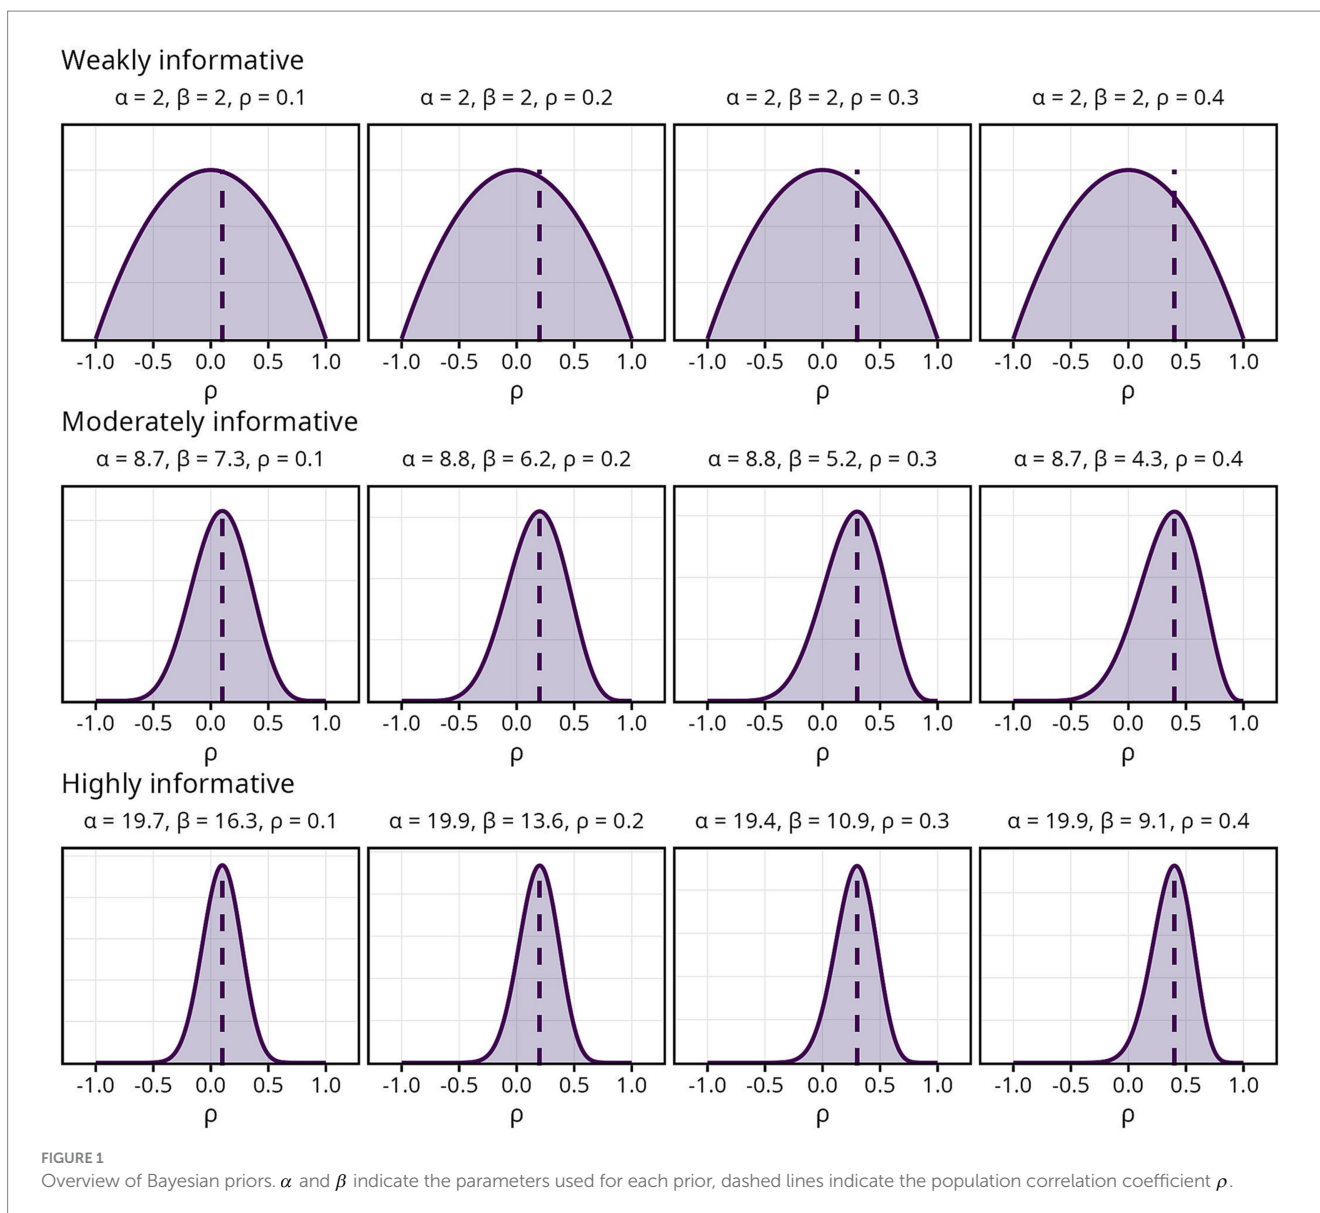 Weakly informative
α = 2, β = 2, ρ = 0.1
α = 2, β = 2, ρ = 0.2
α = 2, β = 2, ρ = 0.3
α = 2, β = 2, ρ = 0.4
-1.0 -0.5 0.0 0.5 1.0
-1.0 -0.5 0.0 0.5 1.0
-1.0 -0.5 0.0 0.5 1.0
-1.0 -0.5 0.0 0.5 1.0
ρ
ρ
ρ
ρ
Moderately informative
α = 8.7, β = 7.3, ρ = 0.1
α = 8.8, β = 6.2, ρ = 0.2
α = 8.8, β = 5.2, ρ = 0.3
α = 8.7, β = 4.3, ρ = 0.4
-1.0 -0.5 0.0 0.5 1.0
-1.0 -0.5 0.0 0.5 1.0
-1.0 -0.5 0.0 0.5 1.0
-1.0 -0.5 0.0 0.5 1.0
ρ
ρ
ρ
ρ
Highly informative
α = 19.7, β = 16.3, ρ = 0.1
α = 19.9, β = 13.6, ρ = 0.2
α = 19.4, β = 10.9, ρ = 0.3
α = 19.9, β = 9.1, ρ = 0.4
-1.0 -0.5 0.0 0.5 1.0
-1.0 -0.5 0.0 0.5 1.0
-1.0 -0.5 0.0 0.5 1.0
-1.0 -0.5 0.0 0.5 1.0
ρ
ρ
ρ
ρ
FIGURE 1
Overview of Bayesian priors. α and β indicate the parameters used for each prior, dashed lines indicate the population correlation coefficient ρ.